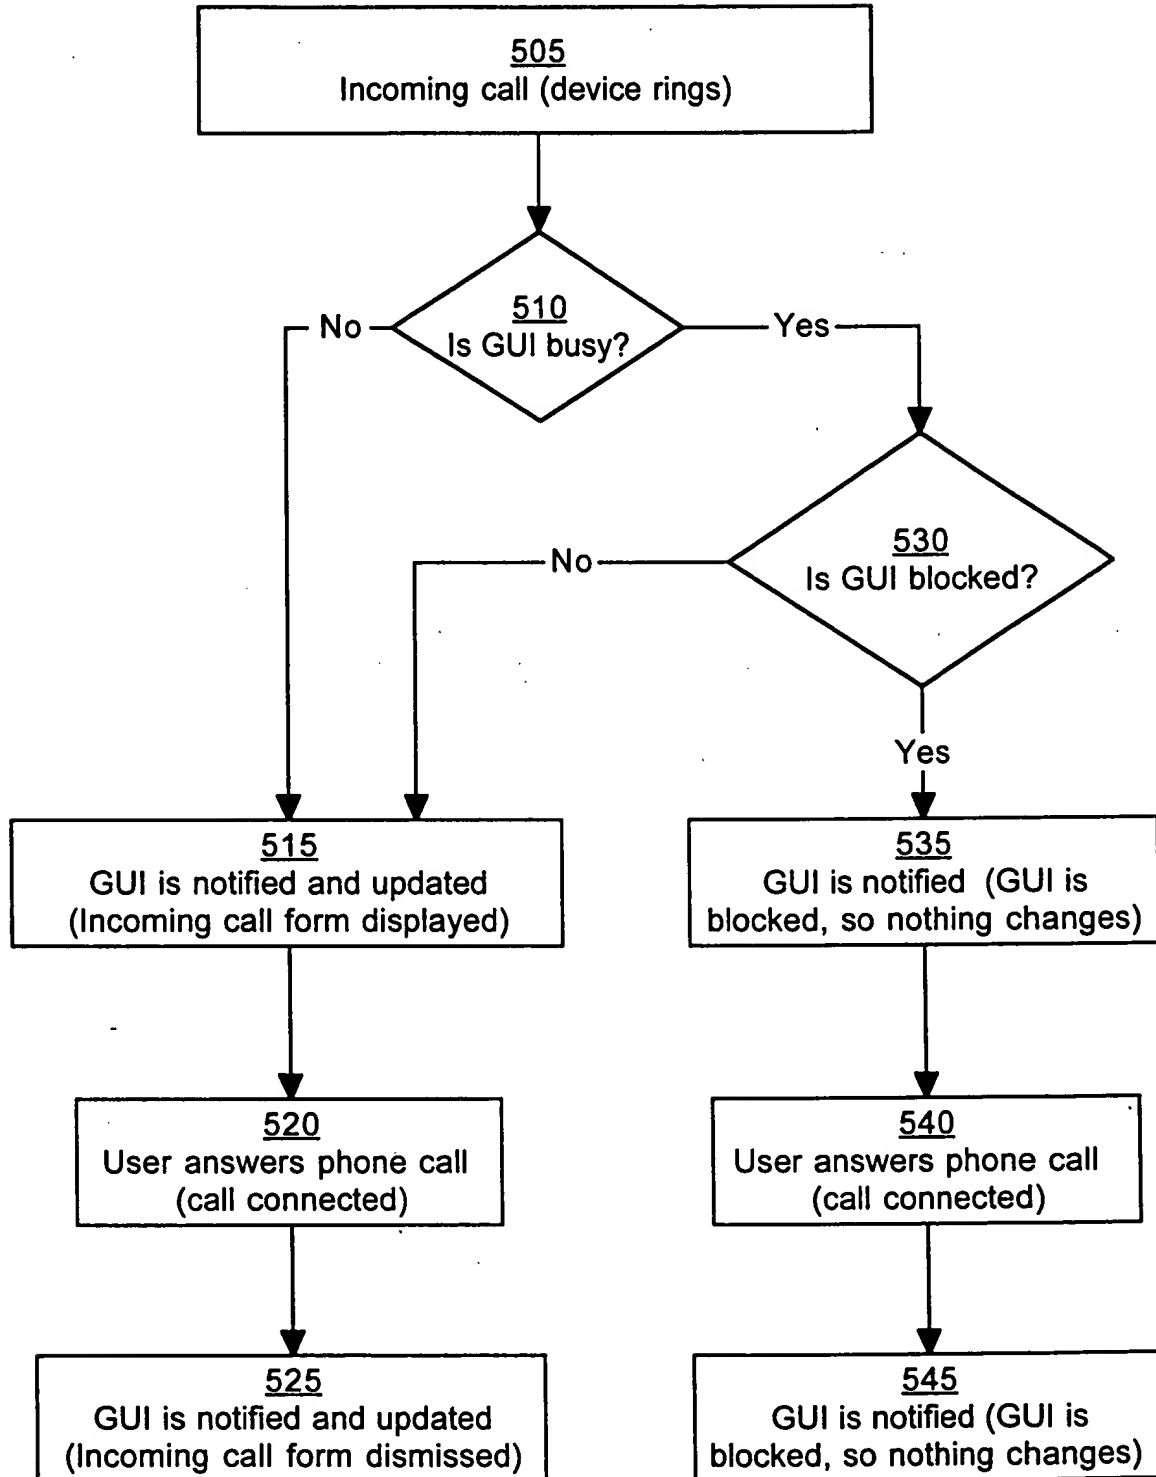 505
Incoming call (device rings)
510
Is GUI busy?
No
Yes
530
Is GUI blocked?
No
Yes
515
GUI is notified and updated
(Incoming call form displayed)
535
GUI is notified (GUI is
blocked, so nothing changes)
520
User answers phone call
(call connected)
540
User answers phone call
(call connected)
525
GUI is notified and updated
(Incoming call form dismissed)
545
GUI is notified (GUI is
blocked, so nothing changes)